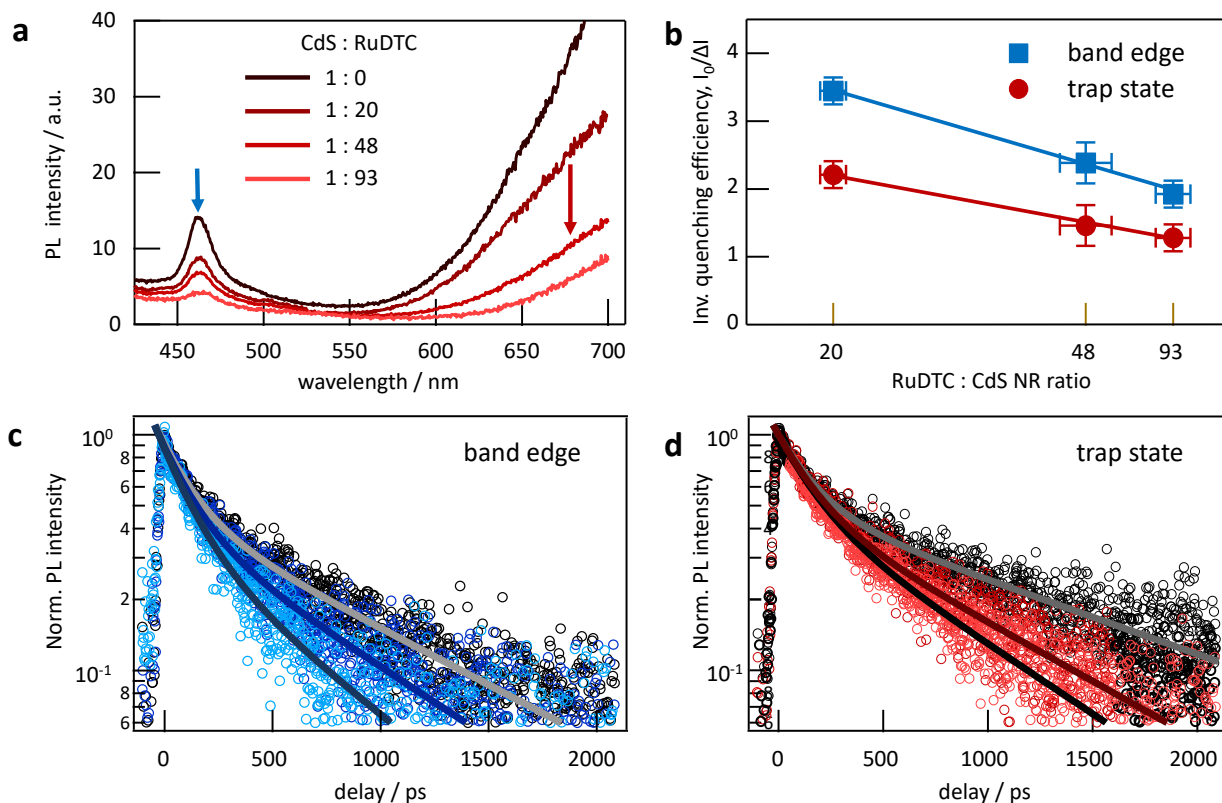 a
40
30
20
10
0
PL intensity / a.u.
CdS : RuDTC
1 : 0
1 : 20
1 : 48
1 : 93
450 500 550 600 650 700
wavelength / nm
b
4
3
2
1
0
Inv. quenching efficiency, I₀/ΔI
band edge
trap state
20 48 93
RuDTC : CdS NR ratio
c
band edge
10⁰
8
6
4
2
10⁻¹
8
6
Norm. PL intensity
0 500 1000 1500 2000
delay / ps
d
trap state
10⁰
8
6
4
2
10⁻¹
8
6
Norm. PL intensity
0 500 1000 1500 2000
delay / ps